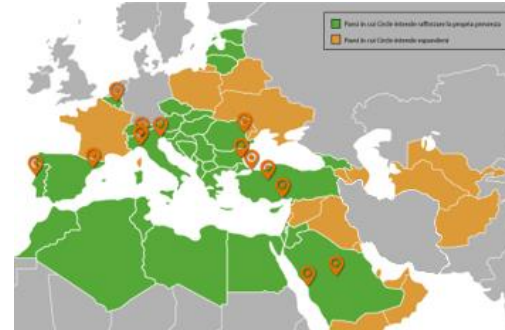 Paesi in cui Circle intende rafforzare la propria presenza
Paesi in cui Circle intende espandersi